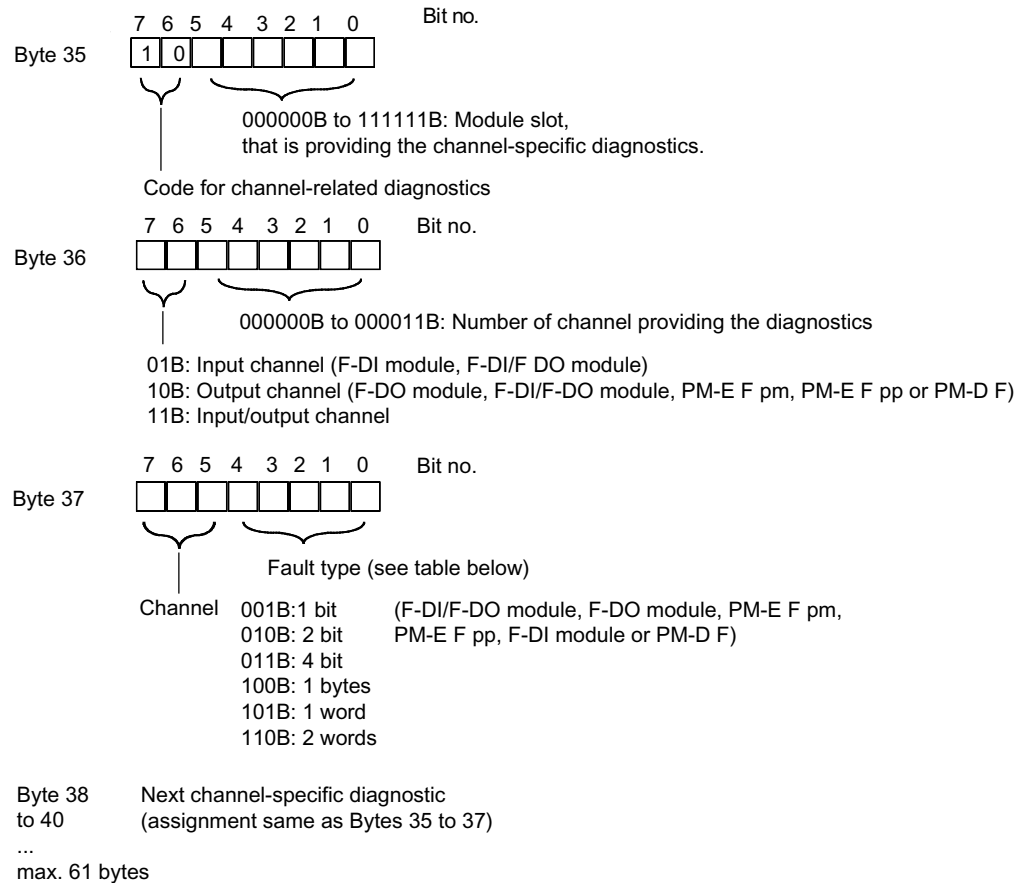 7 6 5 4 3 2 1 0 Bit no.
Byte 35 1 0
000000B to 111111B: Module slot,
that is providing the channel-specific diagnostics.
Code for channel-related diagnostics
7 6 5 4 3 2 1 0 Bit no.
Byte 36
000000B to 000011B: Number of channel providing the diagnostics
01B: Input channel (F-DI module, F-DI/F DO module)
10B: Output channel (F-DO module, F-DI/F-DO module, PM-E F pm, PM-E F pp or PM-D F)
11B: Input/output channel
7 6 5 4 3 2 1 0 Bit no.
Byte 37
Fault type (see table below)
Channel 001B:1 bit (F-DI/F-DO module, F-DO module, PM-E F pm,
010B: 2 bit PM-E F pp, F-DI module or PM-D F)
011B: 4 bit
100B: 1 bytes
101B: 1 word
110B: 2 words
Byte 38 Next channel-specific diagnostic
to 40 (assignment same as Bytes 35 to 37)
...
max. 61 bytes